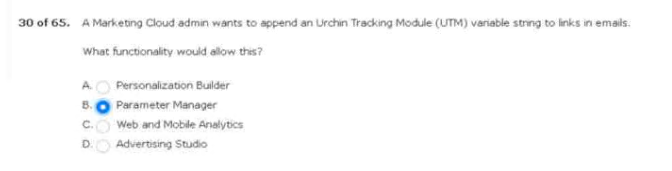 30 of 65. A Marketing Cloud admin wants to append an Urchin Tracking Module (UTM) variable string to links in emails.
What functionality would allow this?
A. Personalization Builder
B. Parameter Manager
C. Web and Mobile Analytics
D. Advertising Studio